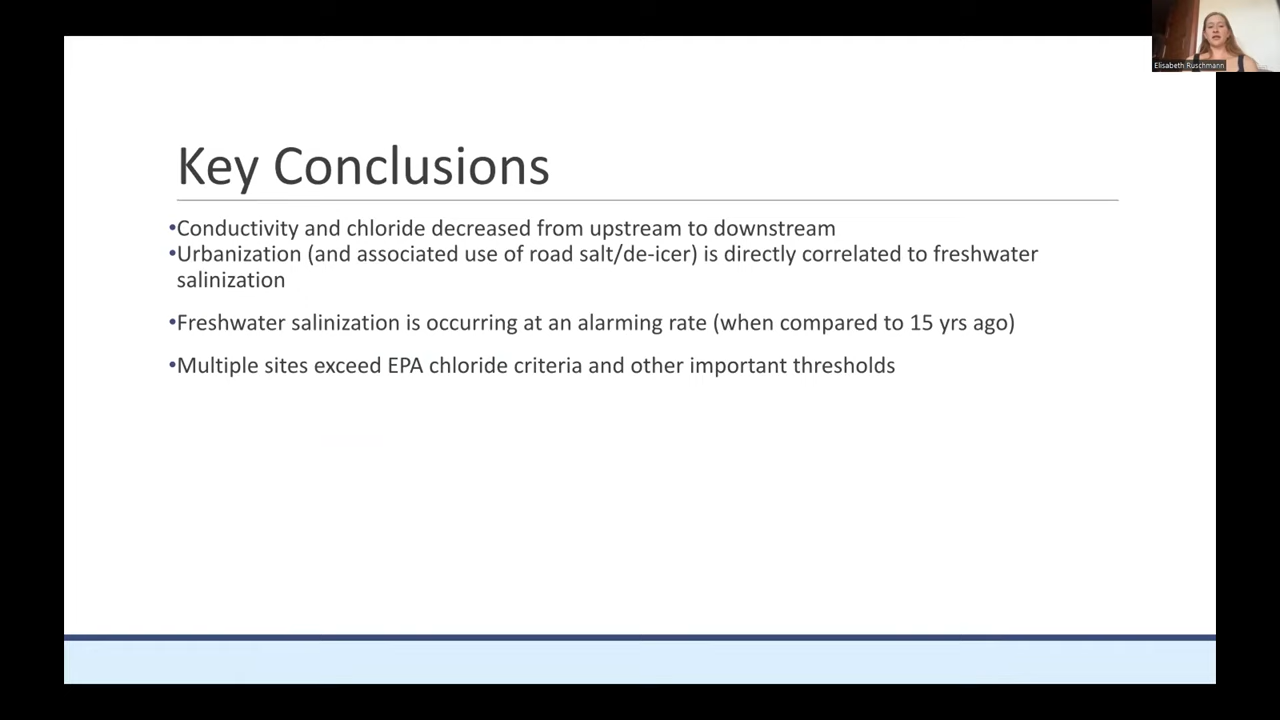 Elisabeth Ruschmann
Key Conclusions
•Conductivity and chloride decreased from upstream to downstream
•Urbanization (and associated use of road salt/de-icer) is directly correlated to freshwater
salinization
•Freshwater salinization is occurring at an alarming rate (when compared to 15 yrs ago)
•Multiple sites exceed EPA chloride criteria and other important thresholds